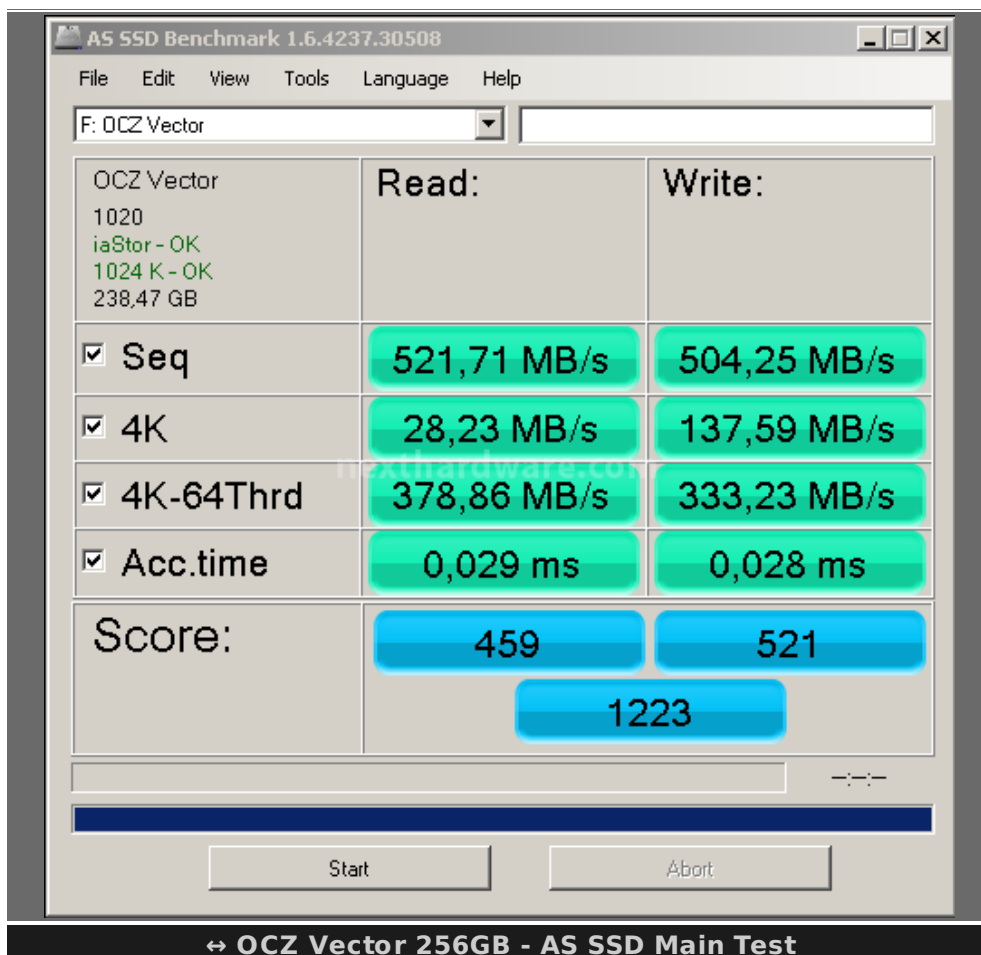 AS SSD Benchmark 1.6.4237.30508
File Edit View Tools Language Help
F: OCZ Vector
OCZ Vector
1020
iaStor - OK
1024 K - OK
238,47 GB
Read: Write:
Seq 521,71 MB/s 504,25 MB/s
4K 28,23 MB/s 137,59 MB/s
nexthardware.com
4K-64Thrd 378,86 MB/s 333,23 MB/s
Acc.time 0,029 ms 0,028 ms
Score: 459 521
1223
--:--:--
Start Abort
↔ OCZ Vector 256GB - AS SSD Main Test